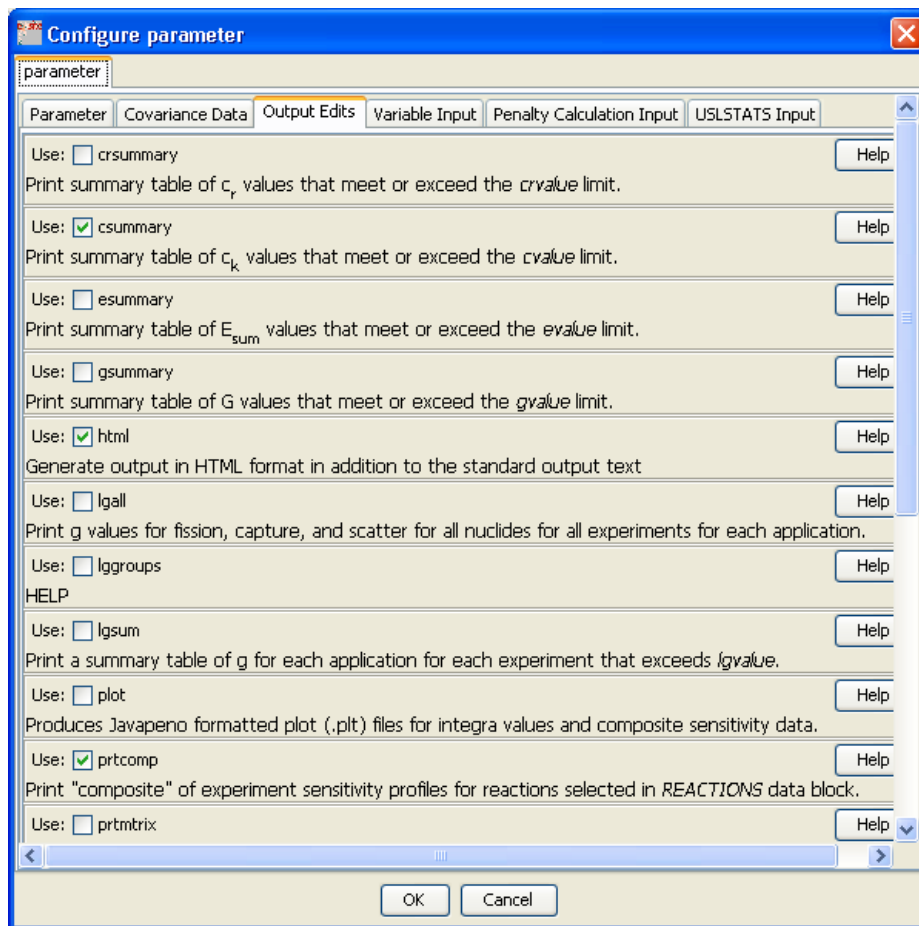 Configure parameter
parameter
Parameter Covariance Data Output Edits Variable Input Penalty Calculation Input USLSTATS Input
Use: crsummary Help
Print summary table of cr values that meet or exceed the crvalue limit.
Use: csummary Help
Print summary table of ck values that meet or exceed the cvalue limit.
Use: esummary Help
Print summary table of Esum values that meet or exceed the evalue limit.
Use: gsummary Help
Print summary table of G values that meet or exceed the gvalue limit.
Use: html Help
Generate output in HTML format in addition to the standard output text
Use: lgall Help
Print g values for fission, capture, and scatter for all nuclides for all experiments for each application.
Use: lggroups Help
HELP
Use: lgsum Help
Print a summary table of g for each application for each experiment that exceeds lgvalue.
Use: plot Help
Produces Javapeno formatted plot (.plt) files for integra values and composite sensitivity data.
Use: prtcomp Help
Print "composite" of experiment sensitivity profiles for reactions selected in REACTIONS data block.
Use: prtmtrix Help
OK Cancel